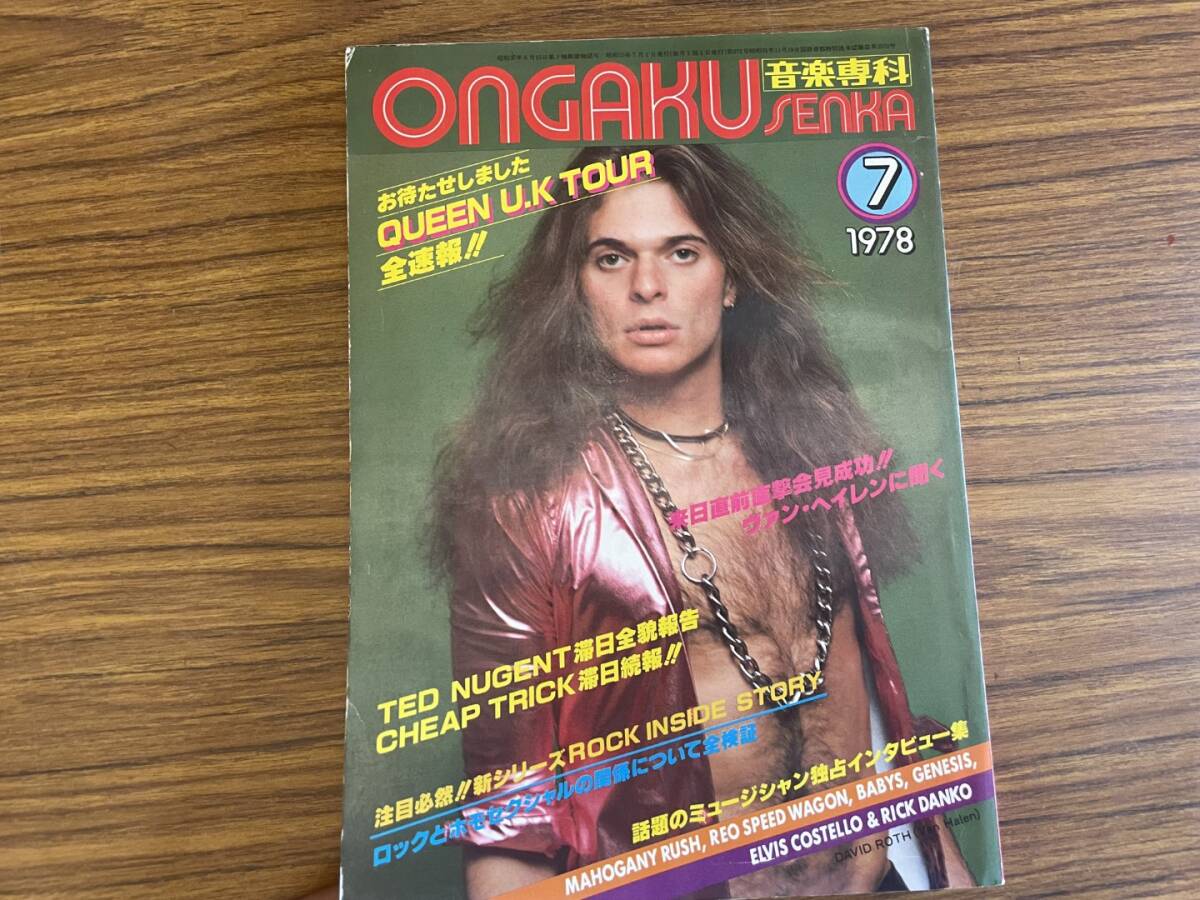 ONGAKU
音楽専科
SENKA
7
1978
お待たせしました
QUEEN U.K TOUR
全速報!!
来日直前直撃会見成功!!
ヴァン・ヘイレンに聞く
TED NUGENT滞日全貌報告
CHEAP TRICK滞日続報!!
注目必然!!新シリーズROCK INSIDE STORY
ロックとホモセクシャルの関係について全検証
話題のミュージシャン独占インタビュー集
MAHOGANY RUSH, REO SPEED WAGON, BABYS, GENESIS,
ELVIS COSTELLO & RICK DANKO
DAVID ROTH (Van Halen)